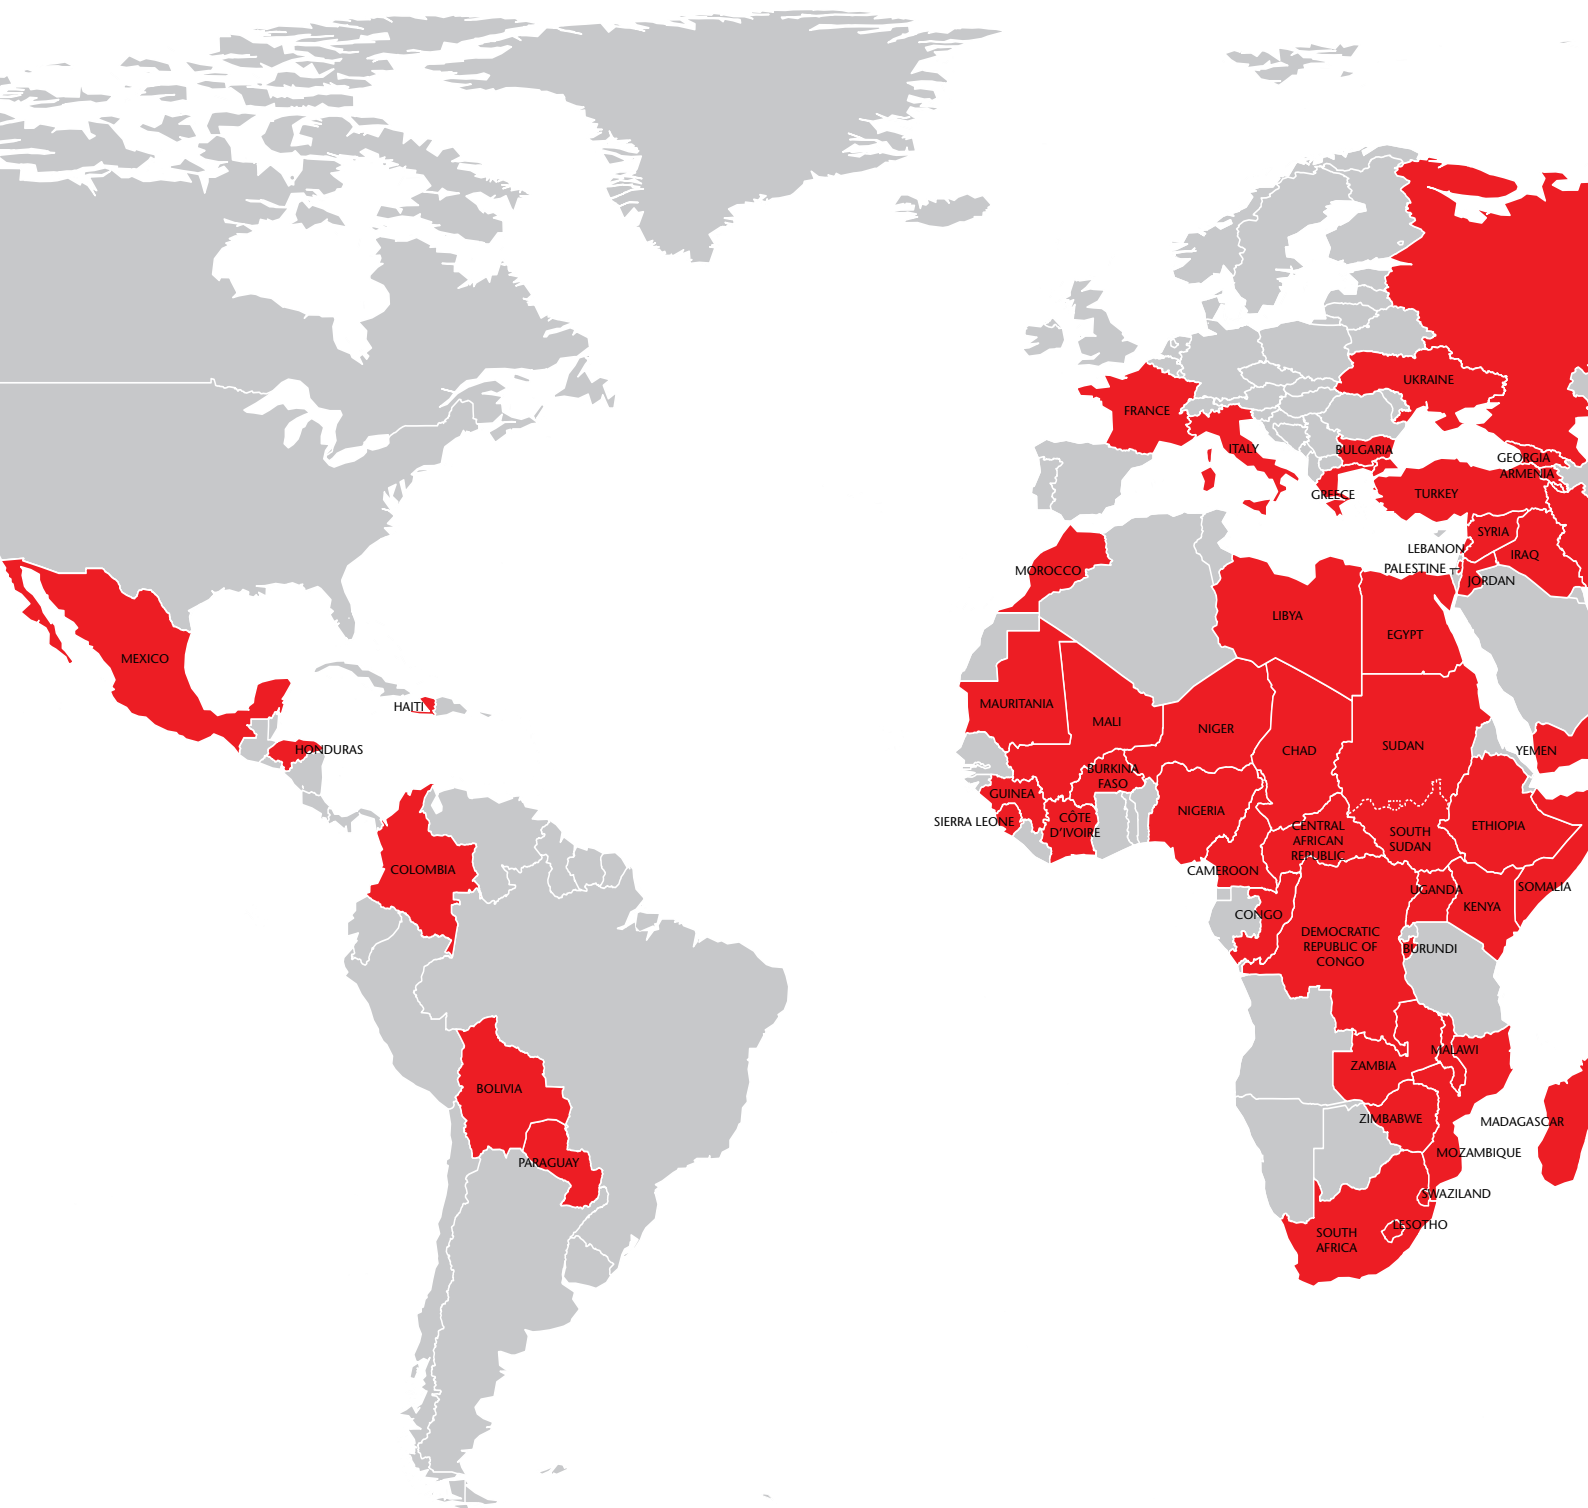 UKRAINE
FRANCE
ITALY
BULGARIA
GEORGIA
ARMENIA
GREECE
TURKEY
SYRIA
LEBANON
IRAQ
PALESTINE
JORDAN
MOROCCO
LIBYA
EGYPT
MEXICO
HAITI
HONDURAS
MAURITANIA
MALI
NIGER
CHAD
SUDAN
YEMEN
BURKINA
FASO
GUINEA
SIERRA LEONE
CÔTE
D'IVOIRE
NIGERIA
CENTRAL
AFRICAN
REPUBLIC
SOUTH
SUDAN
ETHIOPIA
COLOMBIA
CAMEROON
UGANDA
SOMALIA
KENYA
CONGO
DEMOCRATIC
REPUBLIC OF
CONGO
BURUNDI
MALAWI
ZAMBIA
BOLIVIA
ZIMBABWE
MADAGASCAR
MOZAMBIQUE
PARAGUAY
SWAZILAND
LESOTHO
SOUTH
AFRICA